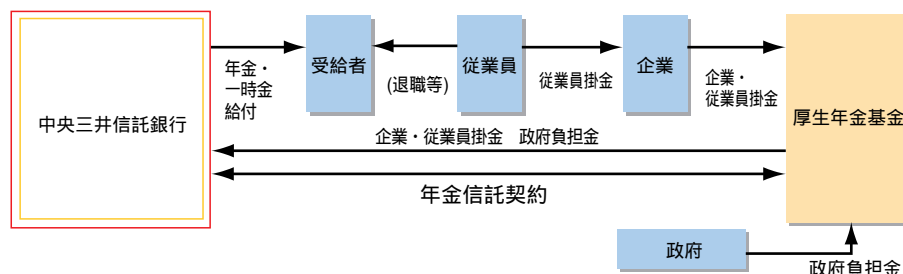 中央三井信託銀行
年金・
一時金
給付
受給者
(退職等)
従業員
従業員掛金
企業
企業・
従業員掛金
厚生年金基金
企業・従業員掛金　政府負担金
年金信託契約
政府
政府負担金